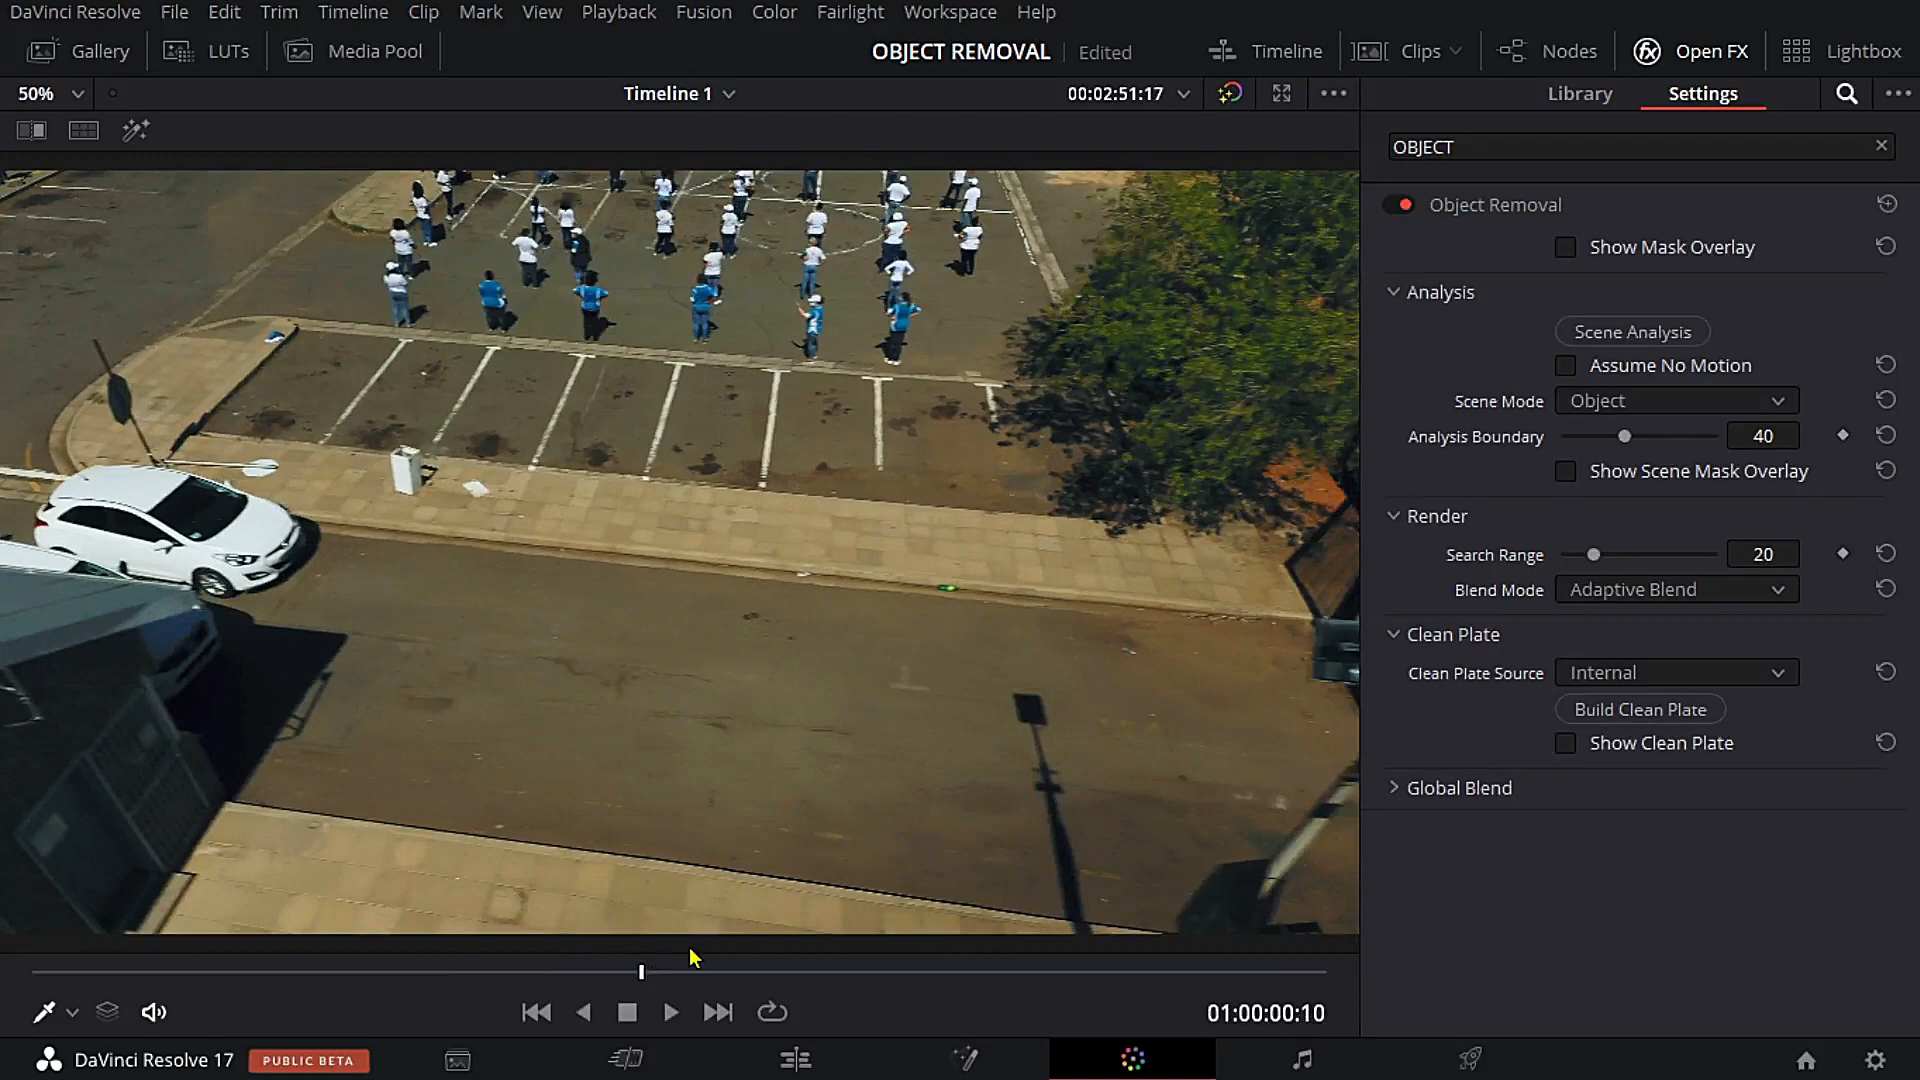 DaVinci Resolve File Edit Trim Timeline Clip Mark View Playback Fusion Color Fairlight Workspace Help
Gallery LUTs Media Pool OBJECT REMOVAL Edited Timeline Clips Nodes Open FX Lightbox
50% Timeline 1 00:02:51:17 Library Settings
OBJECT
Object Removal
Show Mask Overlay
Analysis
Scene Analysis
Assume No Motion
Scene Mode Object
Analysis Boundary 40
Show Scene Mask Overlay
Render
Search Range 20
Blend Mode Adaptive Blend
Clean Plate
Clean Plate Source Internal
Build Clean Plate
Show Clean Plate
Global Blend
01:00:00:10
DaVinci Resolve 17 PUBLIC BETA